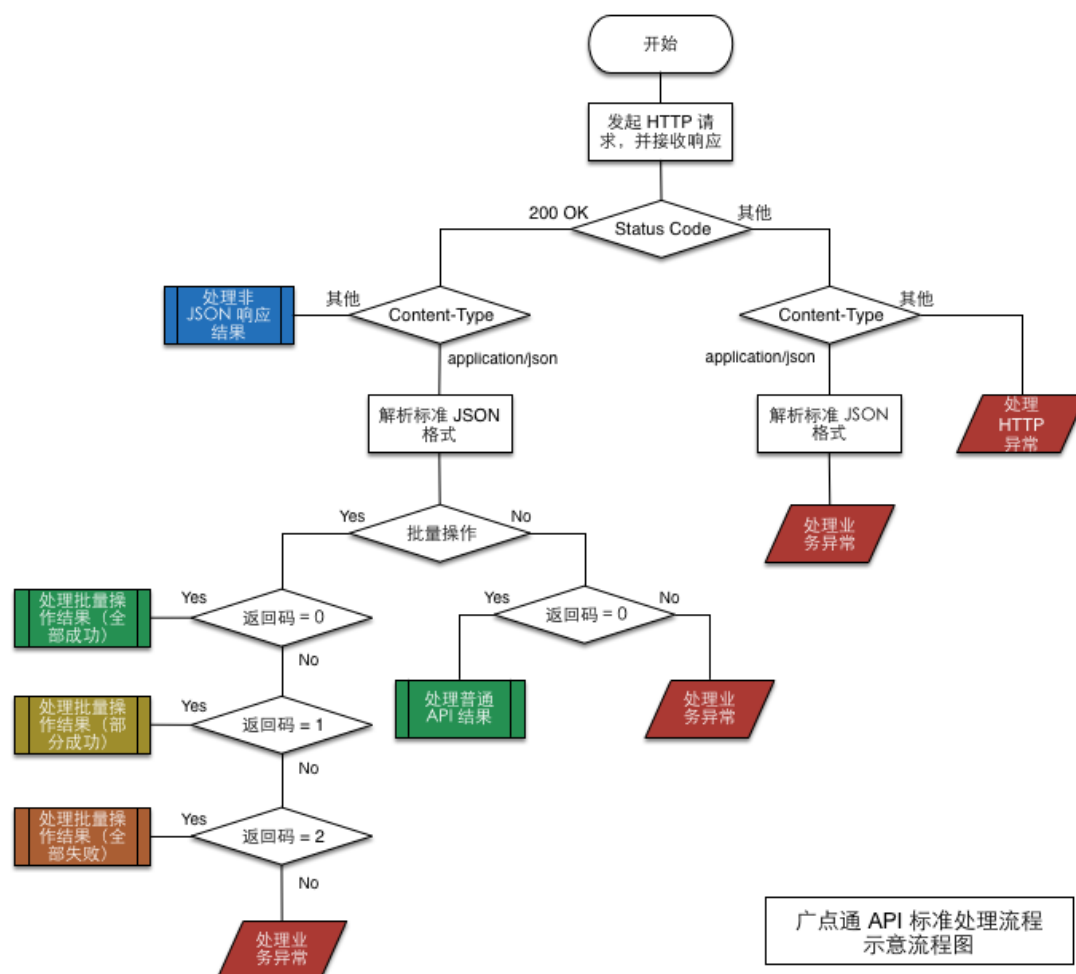 开始
发起 HTTP 请
求，并接收响应
200 OK
其他
Status Code
处理非
JSON 响应
结果
其他
Content-Type
Content-Type
其他
application/json
application/json
解析标准 JSON
格式
解析标准 JSON
格式
处理
HTTP
异常
Yes
批量操作
No
处理业
务异常
处理批量操
作结果（全
部成功）
Yes
返回码 = 0
Yes
返回码 = 0
No
No
处理批量操
作结果（部
分成功）
Yes
返回码 = 1
处理普通
API 结果
处理业
务异常
No
处理批量操
作结果（全
部失败）
Yes
返回码 = 2
No
处理业
务异常
广点通 API 标准处理流程
示意流程图